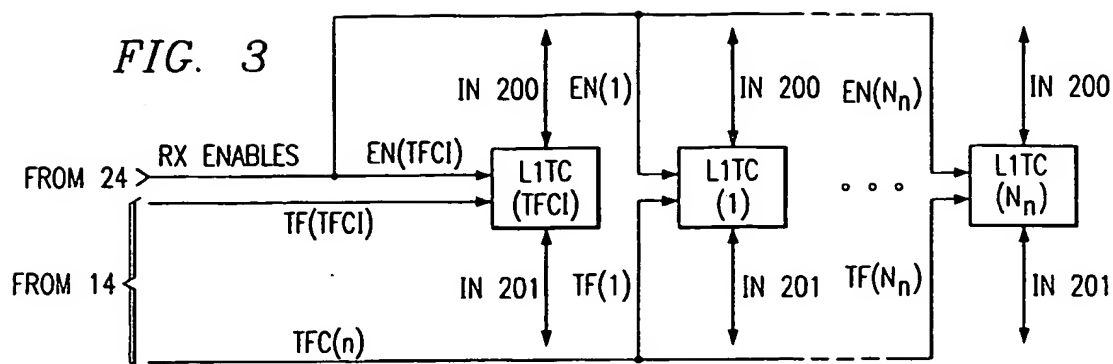 FIG. 3
IN 200
EN(1)
IN 200
EN(Nn)
IN 200
FROM 24
RX ENABLES
EN(TFCI)
L1TC
(TFCI)
L1TC
(1)
L1TC
(Nn)
TF(TFCI)
FROM 14
IN 201
TF(1)
IN 201
TF(Nn)
IN 201
TFC(n)